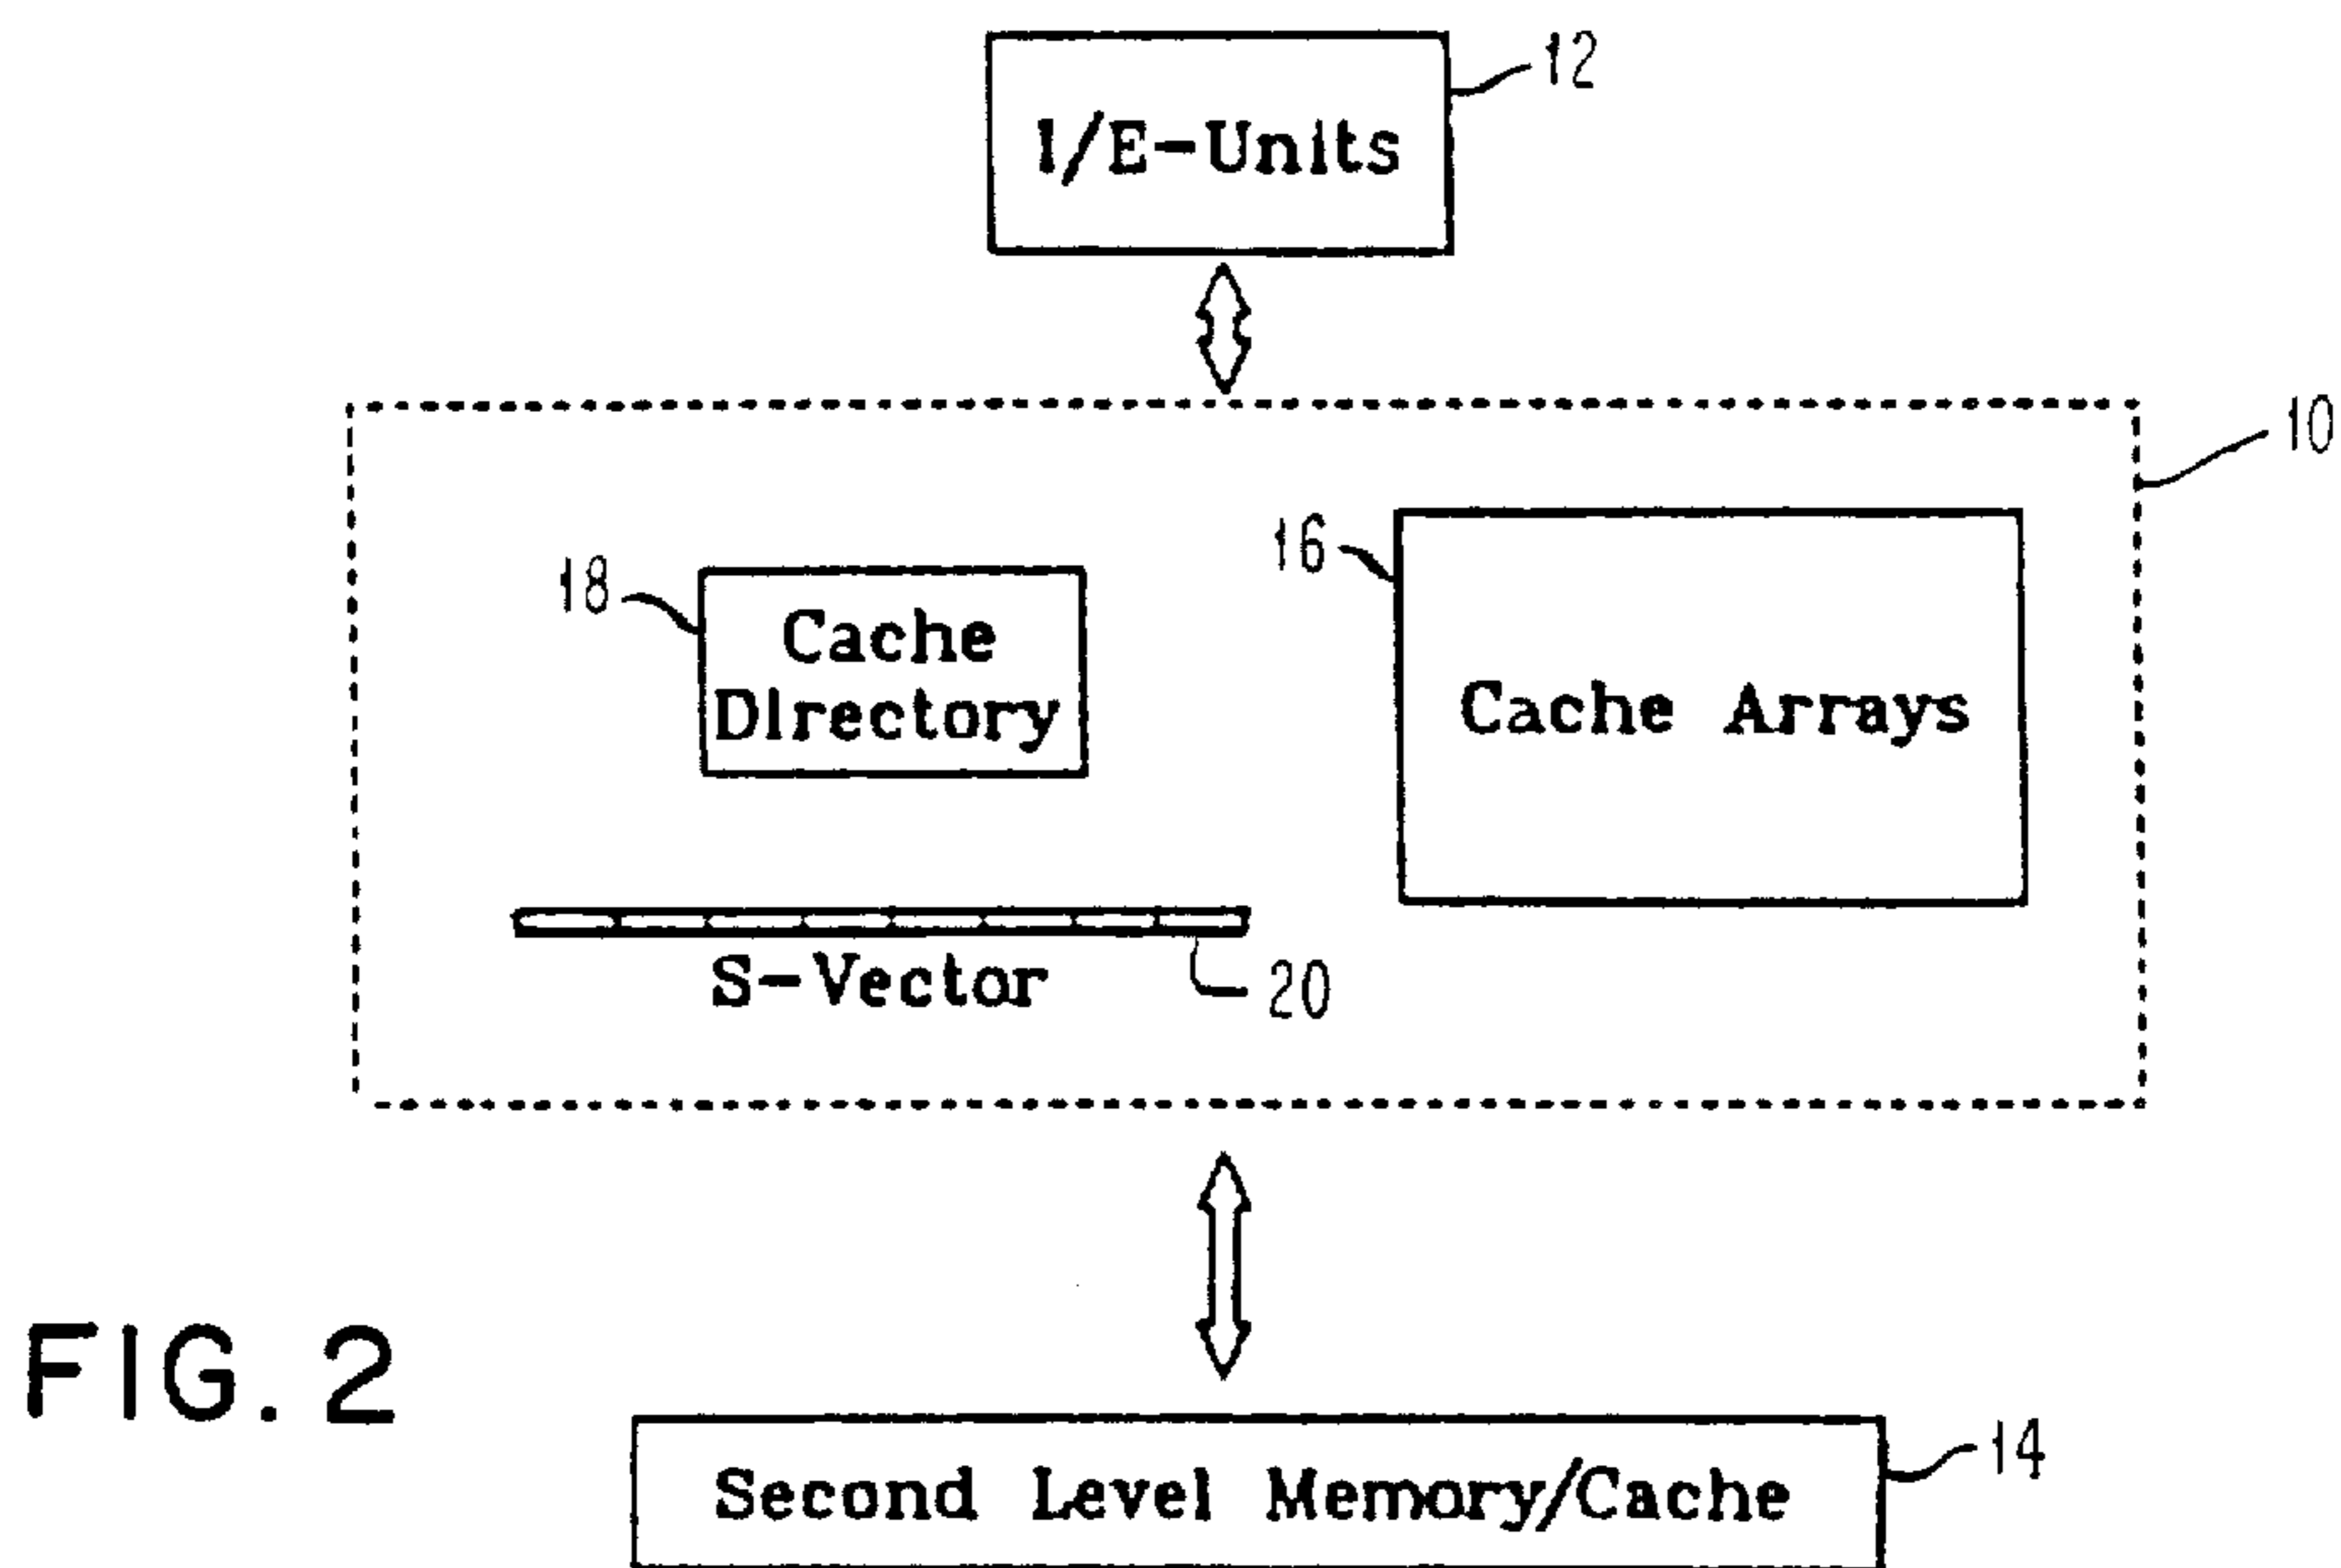 12
I/E-Units
10
16
18
Cache
Directory
Cache Arrays
S-Vector
20
FIG. 2
14
Second Level Memory/Cache